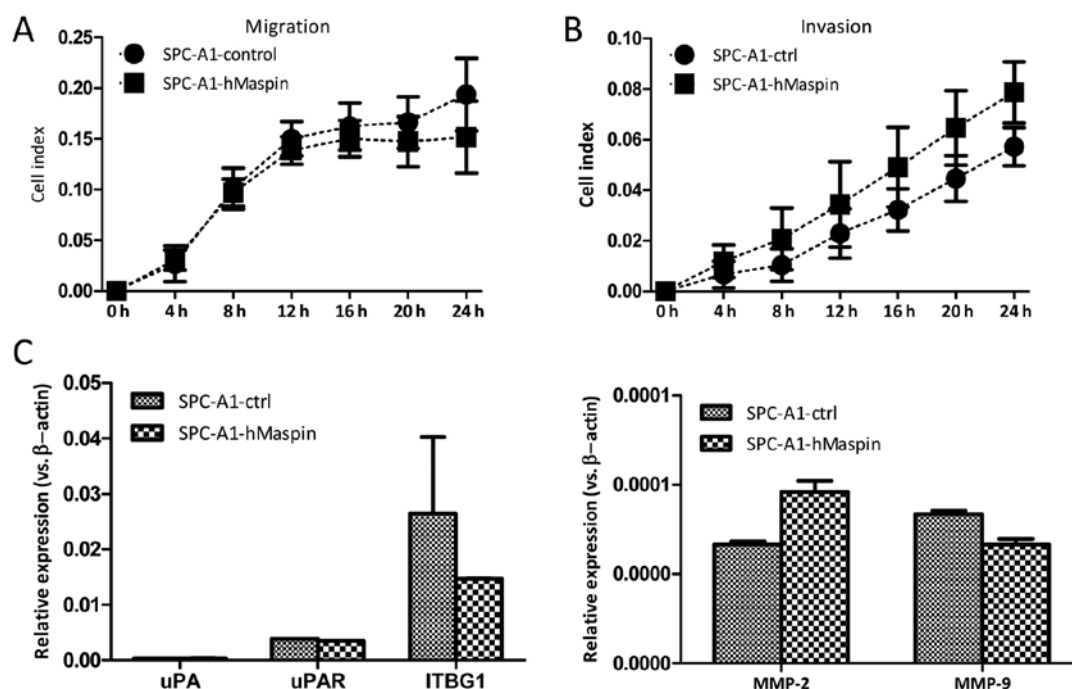 A
Migration
0.25
0.20
0.15
0.10
0.05
0.00
Cell index
SPC-A1-control
SPC-A1-hMaspin
0 h 4 h 8 h 12 h 16 h 20 h 24 h
B
Invasion
0.10
0.08
0.06
0.04
0.02
0.00
Cell index
SPC-A1-ctrl
SPC-A1-hMaspin
0 h 4 h 8 h 12 h 16 h 20 h 24 h
C
0.05
0.04
0.03
0.02
0.01
0.00
Relative expression (vs. β−actin)
SPC-A1-ctrl
SPC-A1-hMaspin
uPA uPAR ITBG1
0.0001
0.0001
0.0000
0.0000
Relative expression (vs. β−actin)
SPC-A1-ctrl
SPC-A1-hMaspin
MMP-2 MMP-9